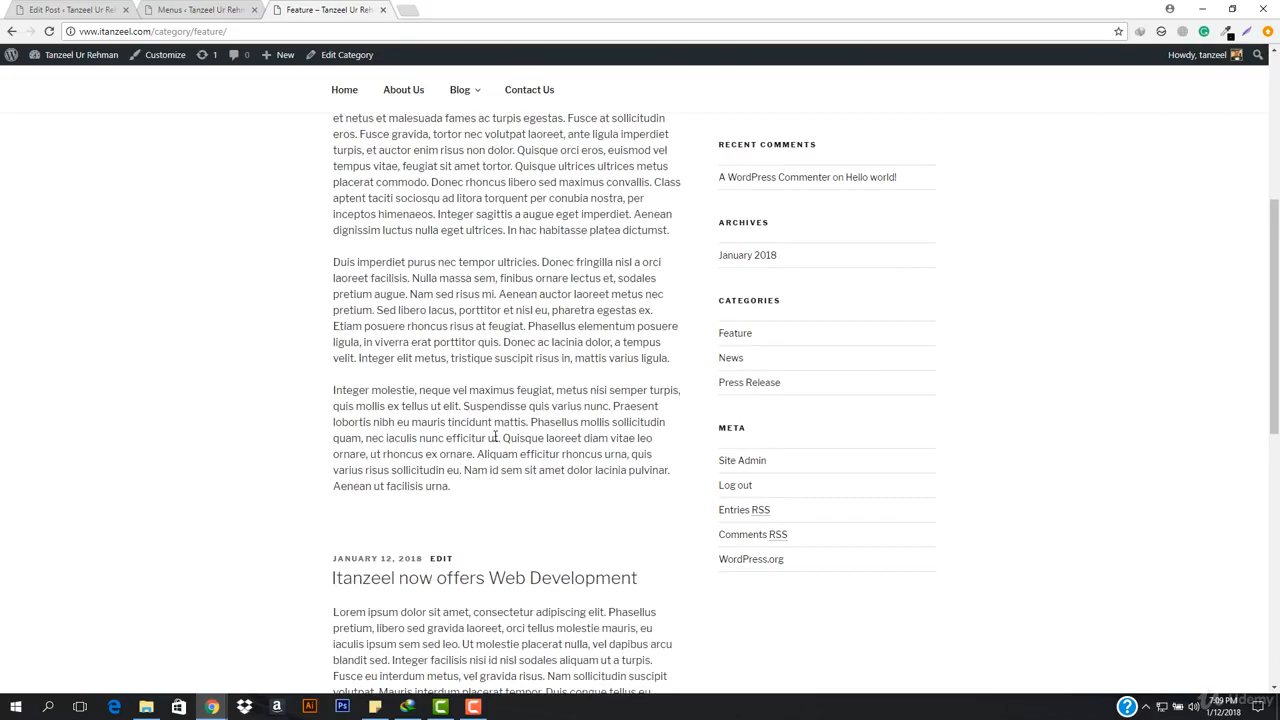 Edit Post ‹ Tanzeel Ur Reh
Menus ‹ Tanzeel Ur Rehm
Feature – Tanzeel Ur Reh
www.itanzeel.com/category/feature/
Tanzeel Ur Rehman
Customize
1
0
New
Edit Category
Howdy, tanzeel
Home
About Us
Blog
Contact Us
et netus et malesuada fames ac turpis egestas. Fusce at sollicitudin
eros. Fusce gravida, tortor nec volutpat laoreet, ante ligula imperdiet
turpis, et auctor enim risus non dolor. Quisque orci eros, euismod vel
tempus vitae, feugiat sit amet tortor. Quisque ultrices ultrices metus
placerat commodo. Donec rhoncus libero sed maximus convallis. Class
aptent taciti sociosqu ad litora torquent per conubia nostra, per
inceptos himenaeos. Integer sagittis a augue eget imperdiet. Aenean
dignissim luctus nulla eget ultrices. In hac habitasse platea dictumst.
Duis imperdiet purus nec tempor ultricies. Donec fringilla nisl a orci
laoreet facilisis. Nulla massa sem, finibus ornare lectus et, sodales
pretium augue. Nam sed risus mi. Aenean auctor laoreet metus nec
pretium. Sed libero lacus, porttitor et nisl eu, pharetra egestas ex.
Etiam posuere rhoncus risus at feugiat. Phasellus elementum posuere
ligula, in viverra erat porttitor quis. Donec ac lacinia dolor, a tempus
velit. Integer elit metus, tristique suscipit risus in, mattis varius ligula.
Integer molestie, neque vel maximus feugiat, metus nisi semper turpis,
quis mollis ex tellus ut elit. Suspendisse quis varius nunc. Praesent
lobortis nibh eu mauris tincidunt mattis. Phasellus mollis sollicitudin
quam, nec iaculis nunc efficitur ut. Quisque laoreet diam vitae leo
ornare, ut rhoncus ex ornare. Aliquam efficitur rhoncus urna, quis
varius risus sollicitudin eu. Nam id sem sit amet dolor lacinia pulvinar.
Aenean ut facilisis urna.
JANUARY 12, 2018 EDIT
Itanzeel now offers Web Development
Lorem ipsum dolor sit amet, consectetur adipiscing elit. Phasellus
pretium, libero sed gravida laoreet, orci tellus molestie mauris, eu
iaculis ipsum sem sed leo. Ut molestie placerat nulla, vel dapibus arcu
blandit sed. Integer facilisis nisi id nisl sodales aliquam ut a turpis.
Fusce eu interdum metus, vel gravida risus. Nam sollicitudin suscipit
volutpat. Mauris interdum placerat tempor. Duis congue tellus eu
RECENT COMMENTS
A WordPress Commenter on Hello world!
ARCHIVES
January 2018
CATEGORIES
Feature
News
Press Release
META
Site Admin
Log out
Entries RSS
Comments RSS
WordPress.org
7:09 PM
1/12/2018
Udemy